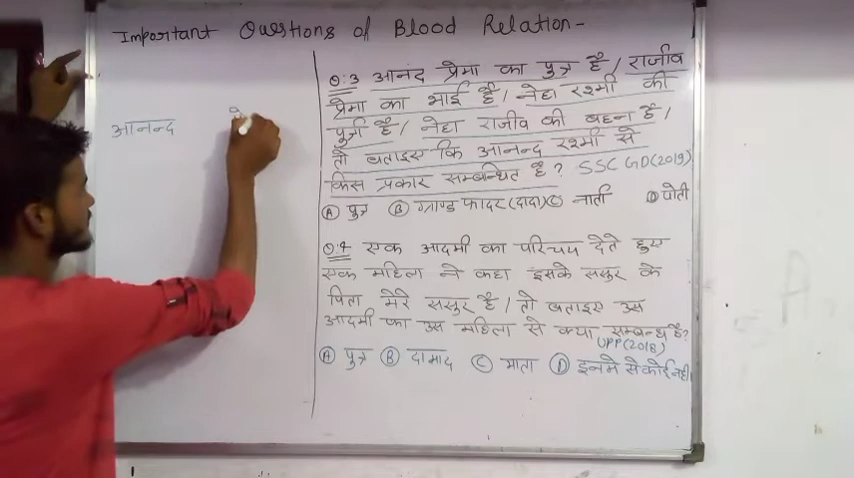 Important Questions of Blood Relation-
Q.3 आनंद प्रेमा का पुत्र है / राजीव
प्रेमा का भाई है / नेहा रश्मी की
पुत्री है / नेहा राजीव की बहन है /
तो बताइए कि आनन्द रश्मी से
किस प्रकार सम्बन्धित है ? SSC GD(2019)
Ⓐ पुत्र Ⓑ ग्राण्ड फादर (दादा) Ⓒ नाती Ⓓ पोती
Q.4 एक आदमी का परिचय देते हुए
एक महिला ने कहा इसके ससुर के
पिता मेरे ससुर है / तो बताइए उस
आदमी का उस महिला से क्या सम्बन्ध है?
UPP(2018)
Ⓐ पुत्र Ⓑ दामाद Ⓒ माता Ⓓ इनमे से कोई नही
आनन्द